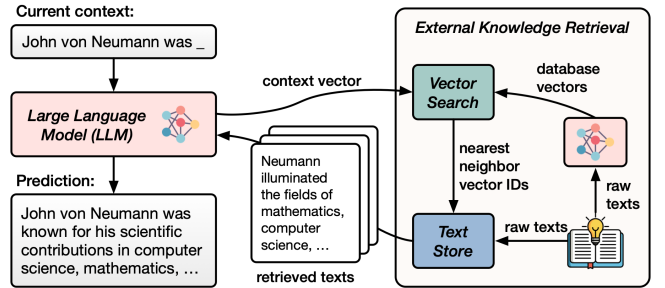 Current context:
John von Neumann was _
Large Language
Model (LLM)
Prediction:
John von Neumann was
known for his scientific
contributions in computer
science, mathematics, …
context vector
Neumann
illuminated
the fields of
mathematics,
computer
science, …
retrieved texts
External Knowledge Retrieval
Vector
Search
database
vectors
nearest
neighbor
vector IDs
raw
texts
Text
Store
raw texts